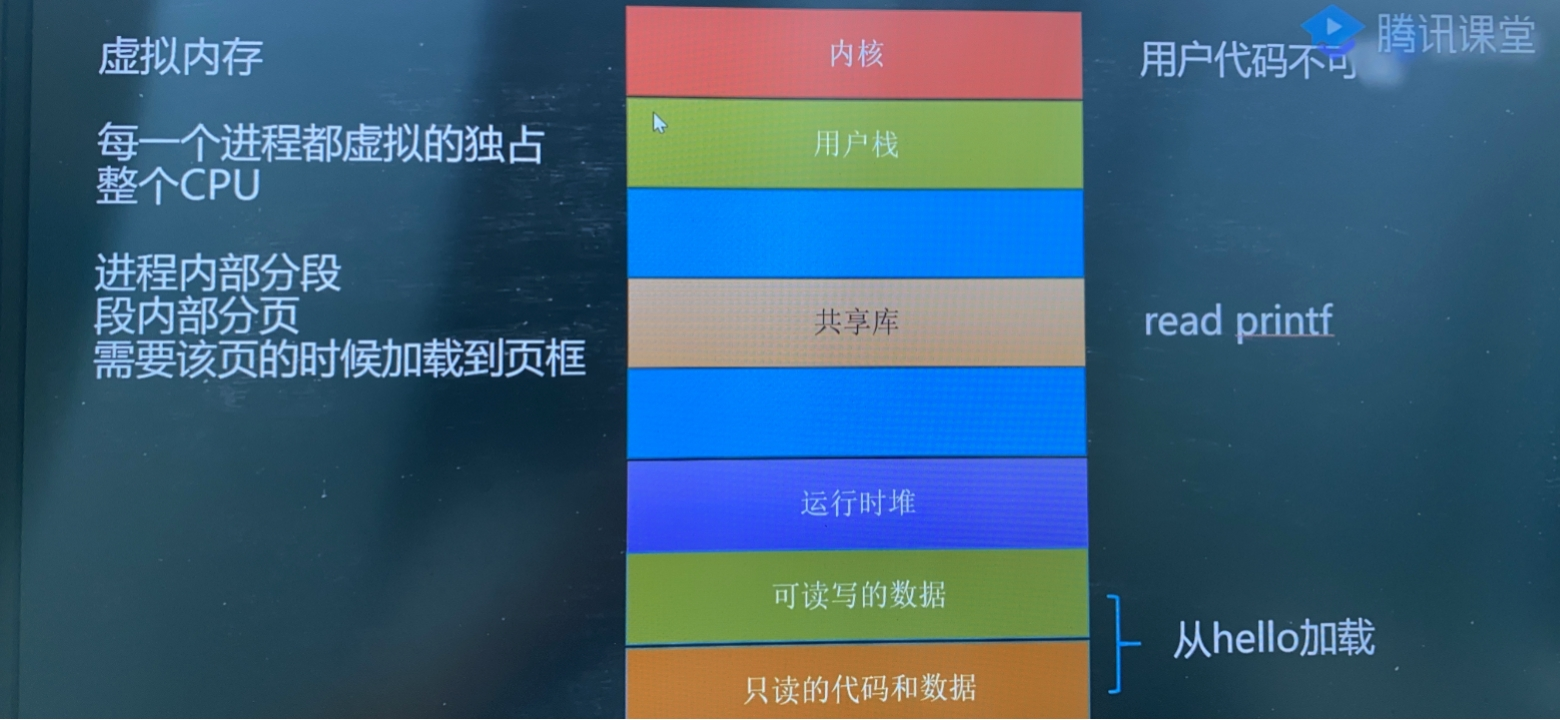 虚拟内存
每一个进程都虚拟的独占
整个CPU
进程内部分段
段内部分页
需要该页的时候加载到页框
内核
用户栈
共享库
运行时堆
可读写的数据
只读的代码和数据
腾讯课堂
用户代码不可
read printf
从hello加载